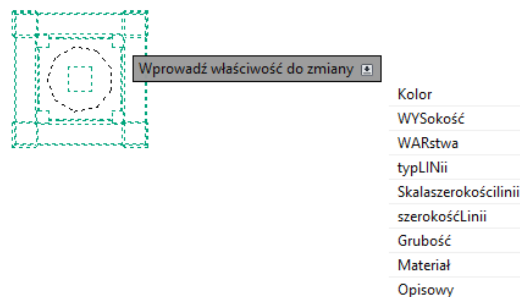 Wprowadź właściwość do zmiany
Kolor
WYSokość
WARstwa
typLINii
Skalaszerokościlinii
szerokośćLinii
Grubość
Materiał
Opisowy